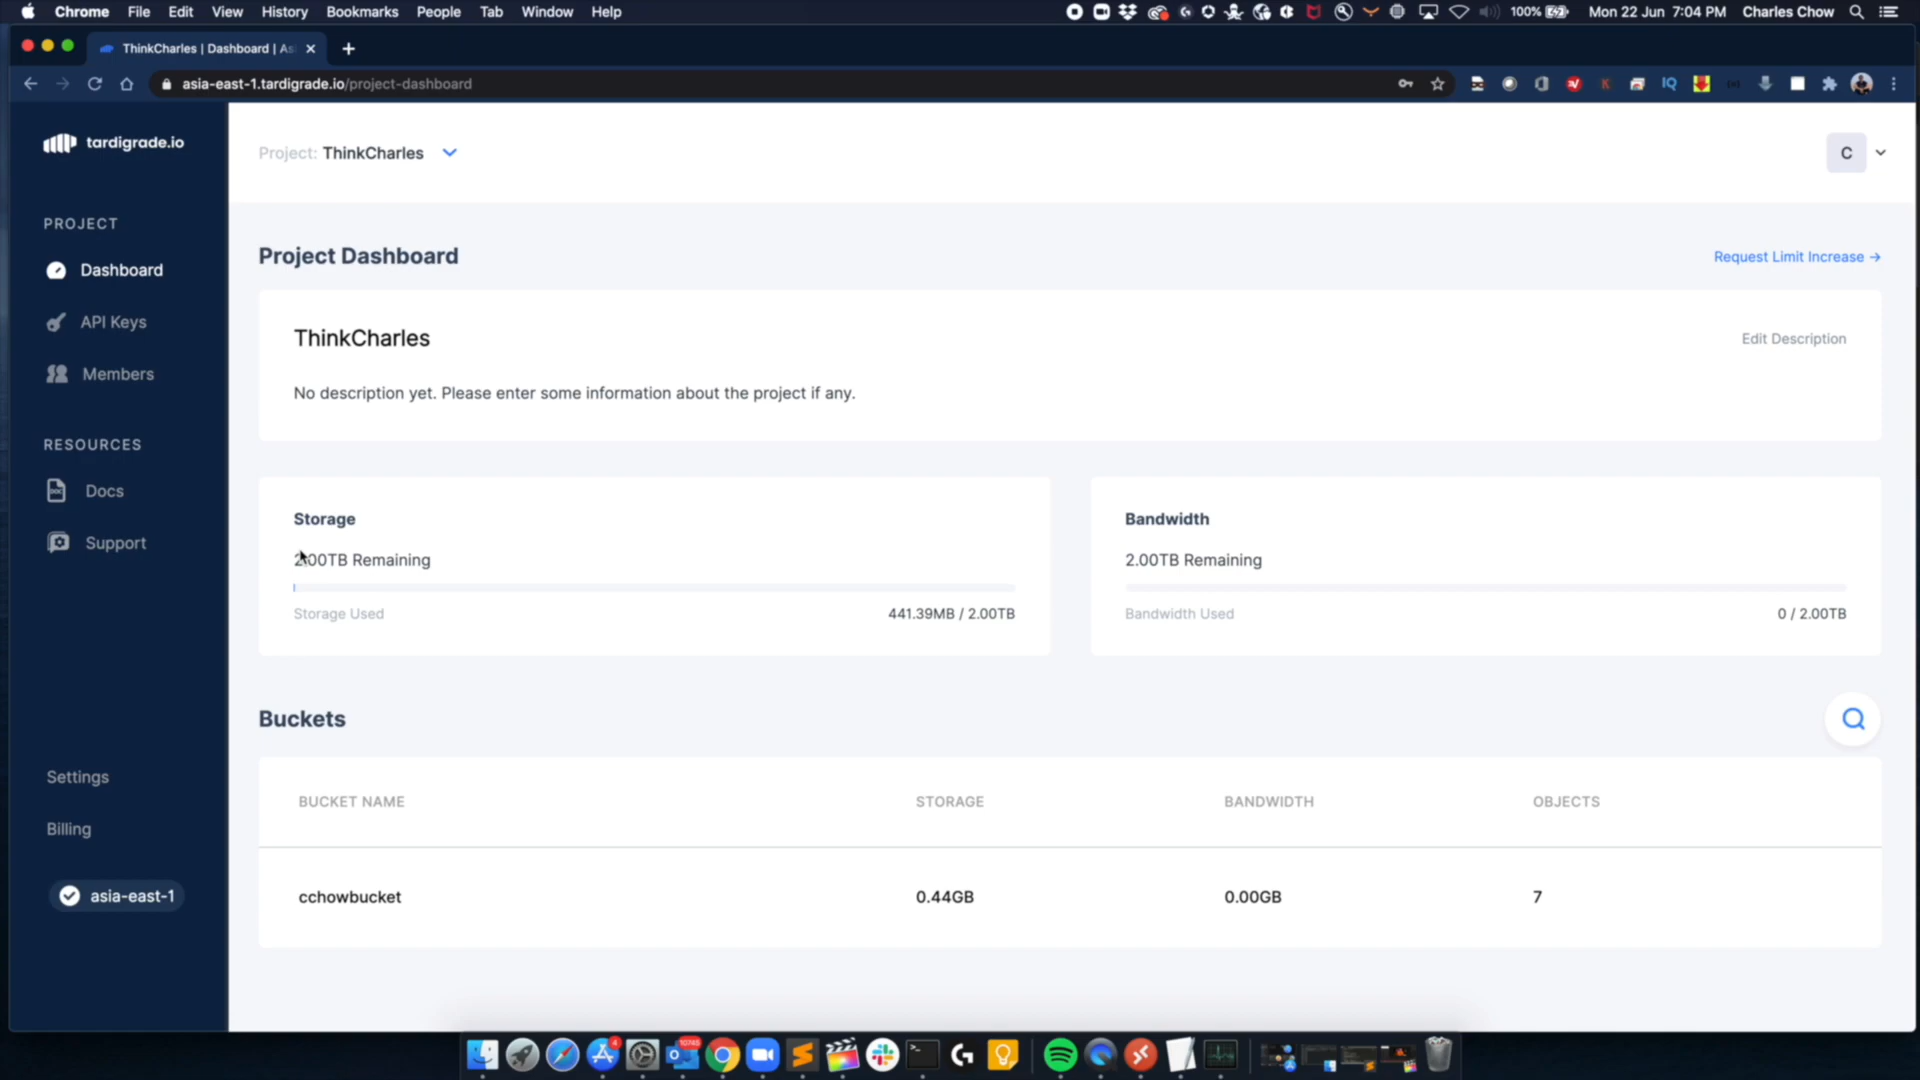 Chrome File Edit View History Bookmarks People Tab Window Help
100% Mon 22 Jun 7:04 PM Charles Chow
ThinkCharles | Dashboard | As
asia-east-1.tardigrade.io/project-dashboard
IQ
tardigrade.io
Project: ThinkCharles
C
PROJECT
Dashboard
API Keys
Members
RESOURCES
Docs
Support
Settings
Billing
asia-east-1
Project Dashboard
Request Limit Increase →
ThinkCharles
Edit Description
No description yet. Please enter some information about the project if any.
Storage
2.00TB Remaining
Storage Used
441.39MB / 2.00TB
Bandwidth
2.00TB Remaining
Bandwidth Used
0 / 2.00TB
Buckets
BUCKET NAME STORAGE BANDWIDTH OBJECTS
cchowbucket 0.44GB 0.00GB 7
4
10745